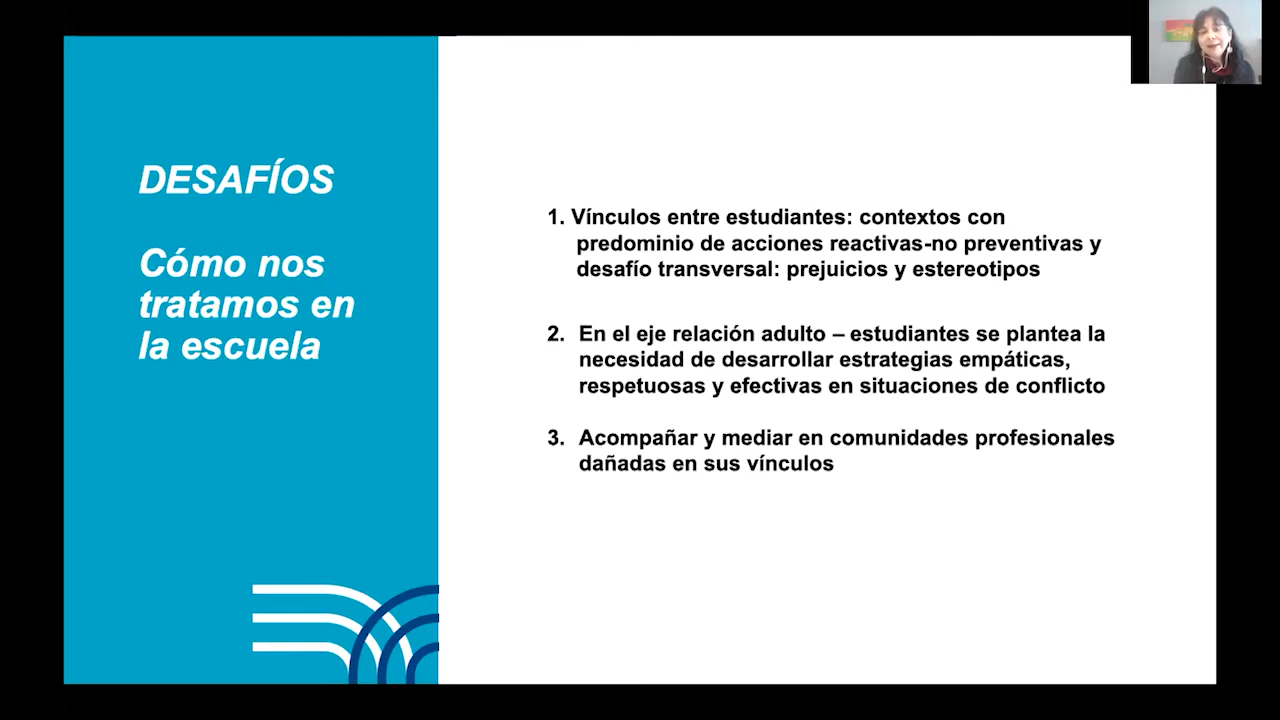 DESAFÍOS
Cómo nos
tratamos en
la escuela
1. Vínculos entre estudiantes: contextos con
predominio de acciones reactivas-no preventivas y
desafío transversal: prejuicios y estereotipos
2. En el eje relación adulto – estudiantes se plantea la
necesidad de desarrollar estrategias empáticas,
respetuosas y efectivas en situaciones de conflicto
3. Acompañar y mediar en comunidades profesionales
dañadas en sus vínculos